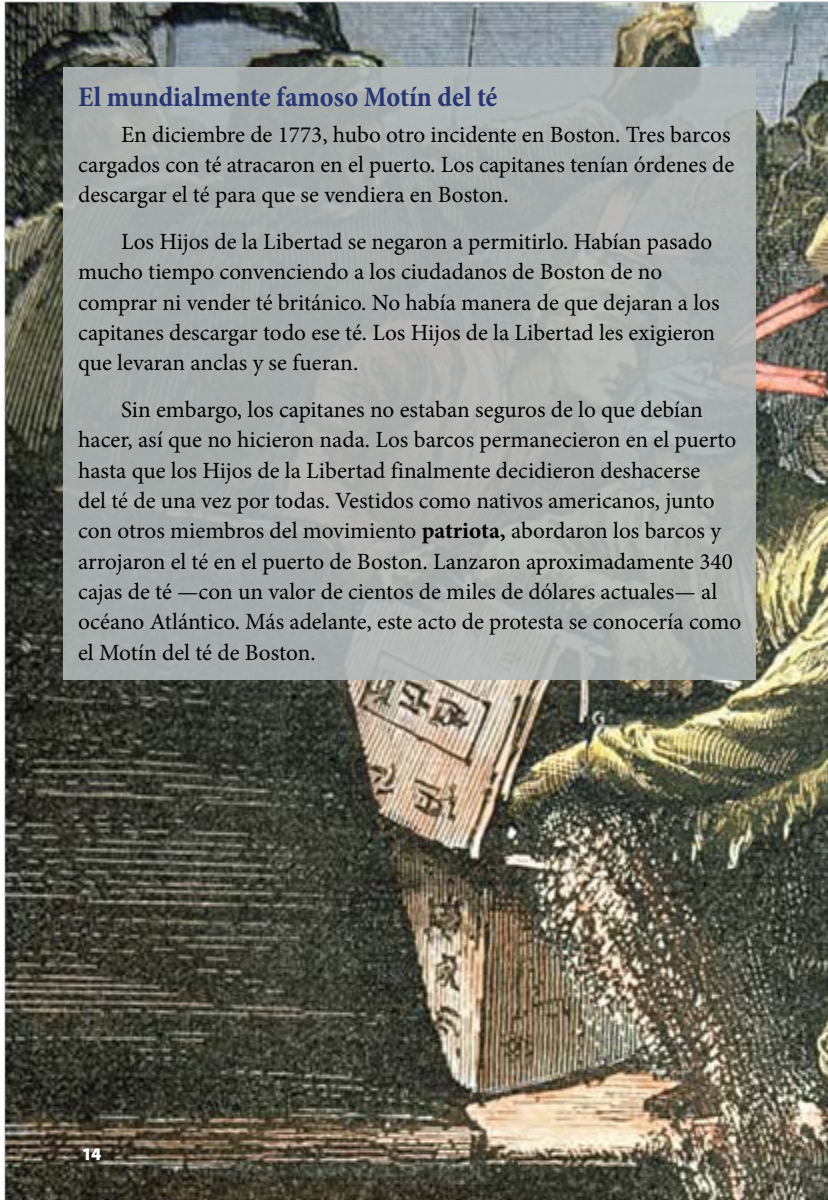 El mundialmente famoso Motín del té
En diciembre de 1773, hubo otro incidente en Boston. Tres barcos
cargados con té atracaron en el puerto. Los capitanes tenían órdenes de
descargar el té para que se vendiera en Boston.
Los Hijos de la Libertad se negaron a permitirlo. Habían pasado
mucho tiempo convenciendo a los ciudadanos de Boston de no
comprar ni vender té británico. No había manera de que dejaran a los
capitanes descargar todo ese té. Los Hijos de la Libertad les exigieron
que levaran anclas y se fueran.
Sin embargo, los capitanes no estaban seguros de lo que debían
hacer, así que no hicieron nada. Los barcos permanecieron en el puerto
hasta que los Hijos de la Libertad finalmente decidieron deshacerse
del té de una vez por todas. Vestidos como nativos americanos, junto
con otros miembros del movimiento patriota, abordaron los barcos y
arrojaron el té en el puerto de Boston. Lanzaron aproximadamente 340
cajas de té —con un valor de cientos de miles de dólares actuales— al
océano Atlántico. Más adelante, este acto de protesta se conocería como
el Motín del té de Boston.
14